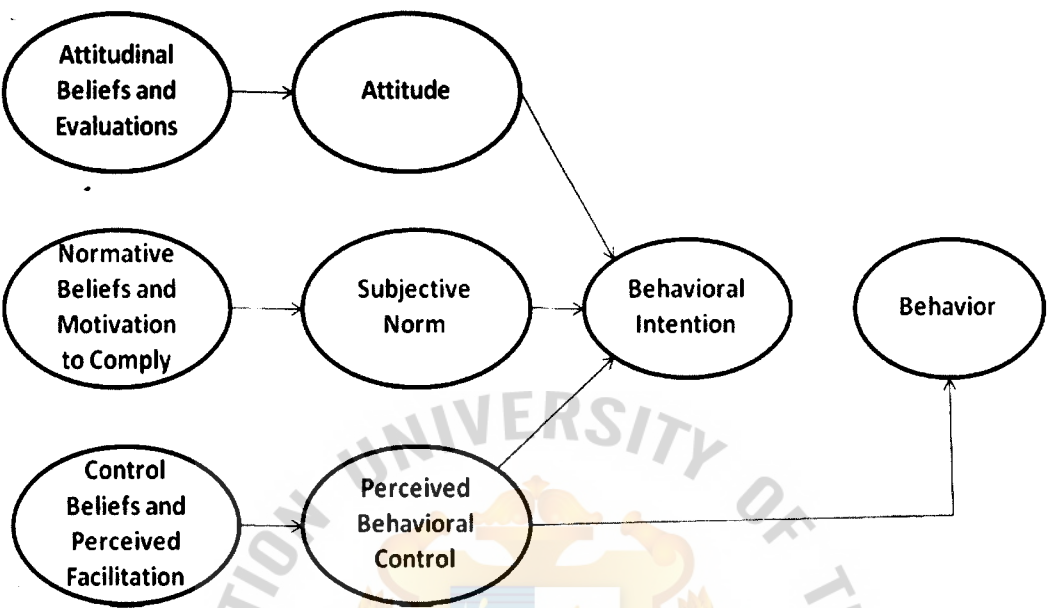 Attitudinal
Beliefs and
Evaluations
Attitude
Normative
Beliefs and
Motivation
to Comply
Subjective
Norm
Behavioral
Intention
Behavior
Control
Beliefs and
Perceived
Facilitation
Perceived
Behavioral
Control
UNIVERSITY OF